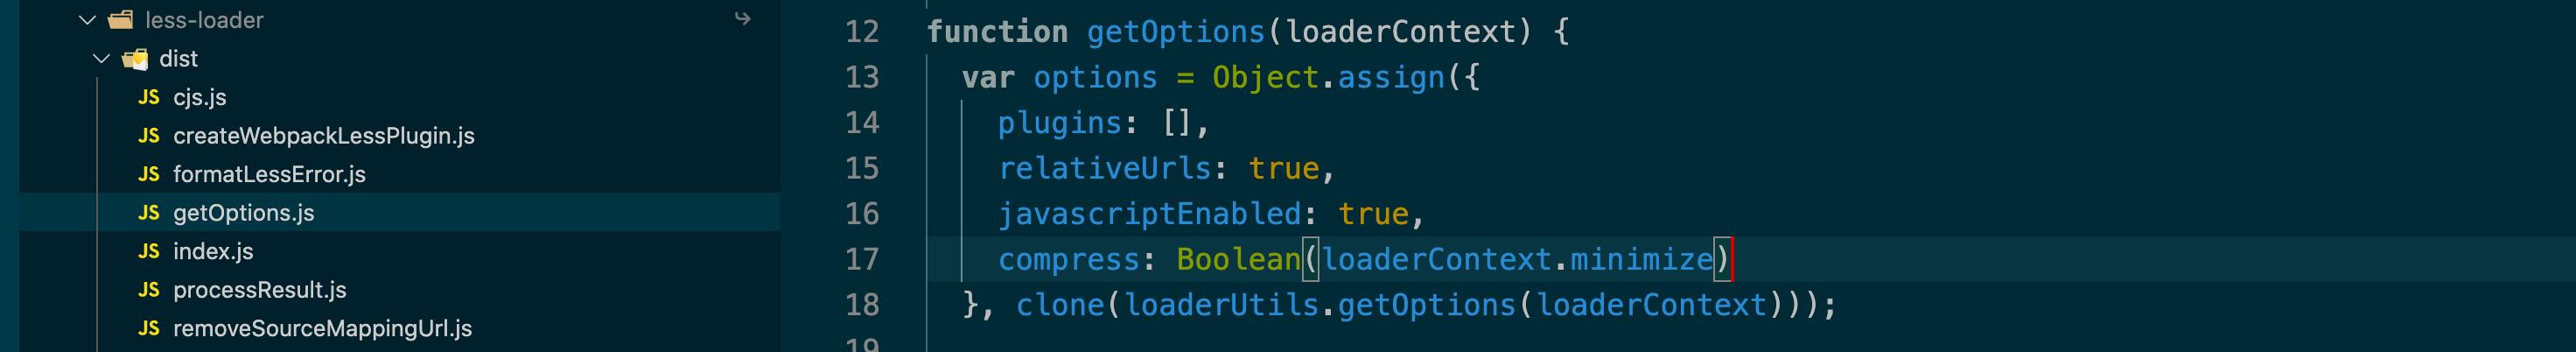 less-loader
dist
JS cjs.js
JS createWebpackLessPlugin.js
JS formatLessError.js
JS getOptions.js
JS index.js
JS processResult.js
JS removeSourceMappingUrl.js
12 function getOptions(loaderContext) {
13 var options = Object.assign({
14 plugins: [],
15 relativeUrls: true,
16 javascriptEnabled: true,
17 compress: Boolean(loaderContext.minimize)
18 }, clone(loaderUtils.getOptions(loaderContext)));
19